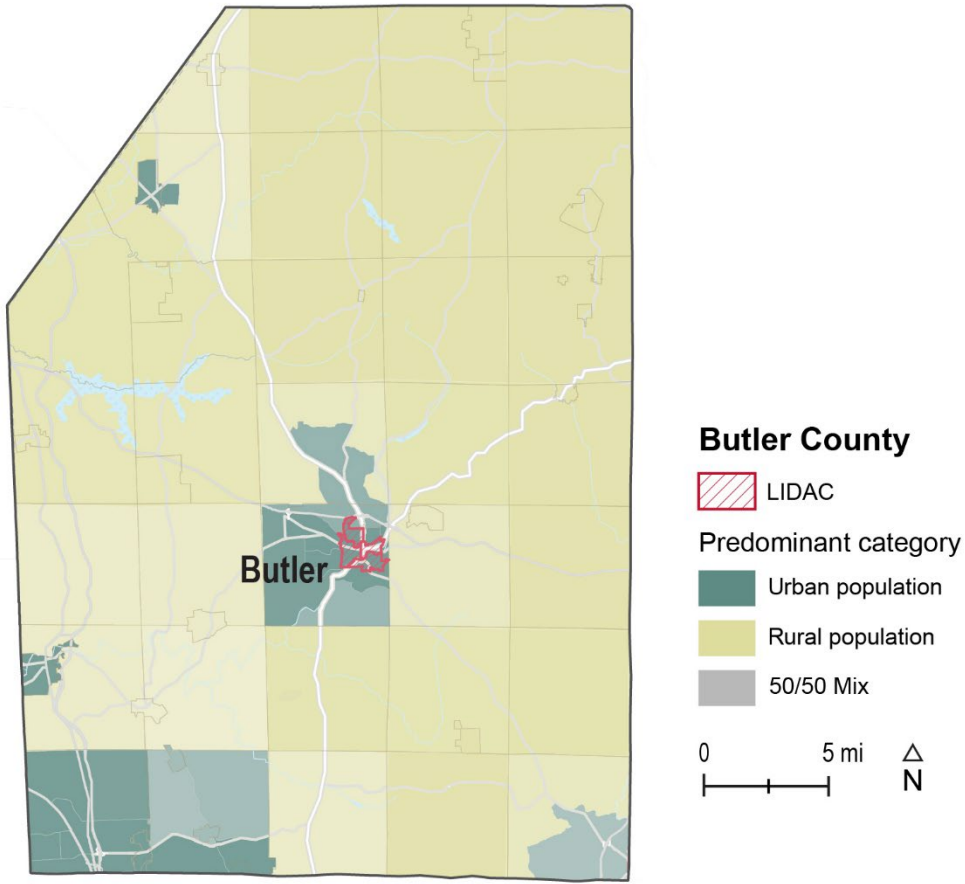 Butler
Butler County
LIDAC
Predominant category
Urban population
Rural population
50/50 Mix
0 5 mi
N